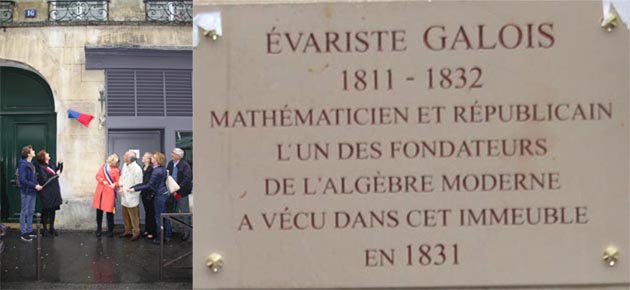 16
ÉVARISTE GALOIS
1811 - 1832
MATHÉMATICIEN ET RÉPUBLICAIN
L'UN DES FONDATEURS
DE L'ALGÈBRE MODERNE
A VÉCU DANS CET IMMEUBLE
EN 1831